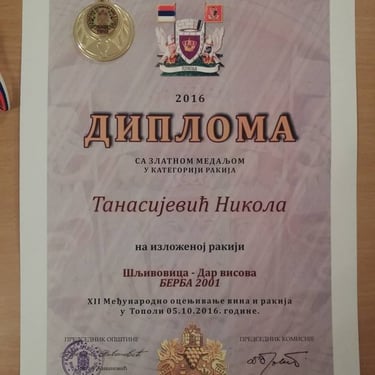 2016
ДИПЛОМА
СА ЗЛАТНОМ МЕДАЉОМ
У КАТЕГОРИЈИ РАКИЈА
Танасијевић Никола
на изложеној ракији
Шљивовица - Дар висова
БЕРБА 2001
XII Међународно оцењивање вина и ракија
у Тополи 05.10.2016. године.
ПРЕДСЕДНИК ОПШТИНЕ
ПРЕДСЕДНИК КОМИСИЈЕ